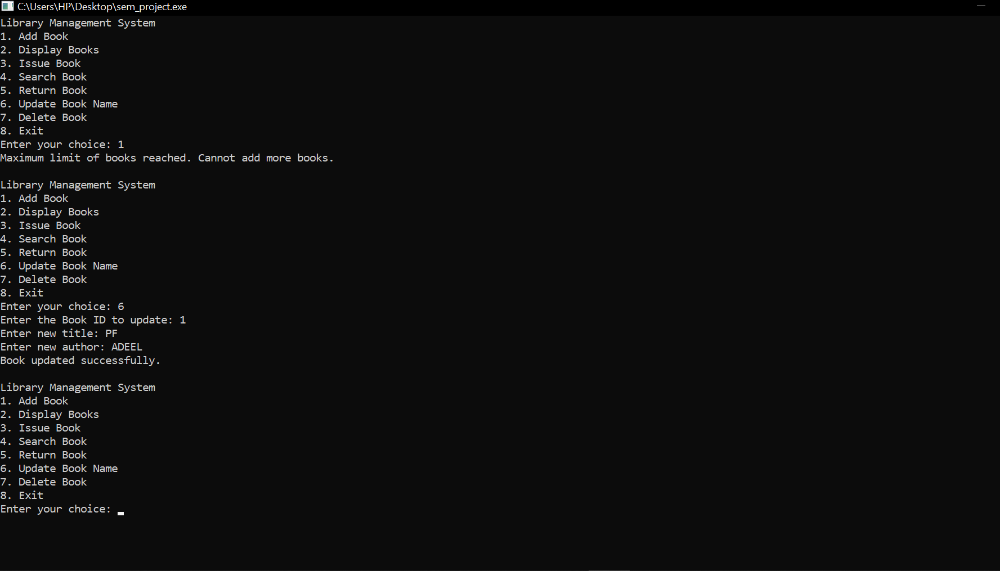 C:\Users\HP\Desktop\sem_project.exe
Library Management System
1. Add Book
2. Display Books
3. Issue Book
4. Search Book
5. Return Book
6. Update Book Name
7. Delete Book
8. Exit
Enter your choice: 1
Maximum limit of books reached. Cannot add more books.
Library Management System
1. Add Book
2. Display Books
3. Issue Book
4. Search Book
5. Return Book
6. Update Book Name
7. Delete Book
8. Exit
Enter your choice: 6
Enter the Book ID to update: 1
Enter new title: PF
Enter new author: ADEEL
Book updated successfully.
Library Management System
1. Add Book
2. Display Books
3. Issue Book
4. Search Book
5. Return Book
6. Update Book Name
7. Delete Book
8. Exit
Enter your choice: